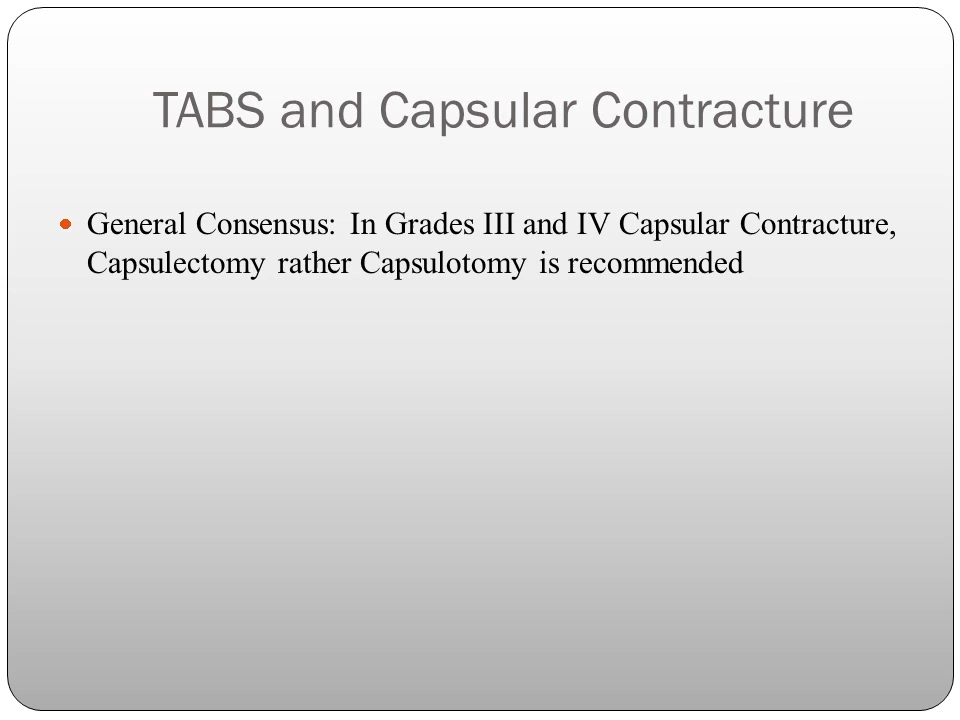 TABS and Capsular Contracture
General Consensus: In Grades III and IV Capsular Contracture,
Capsulectomy rather Capsulotomy is recommended